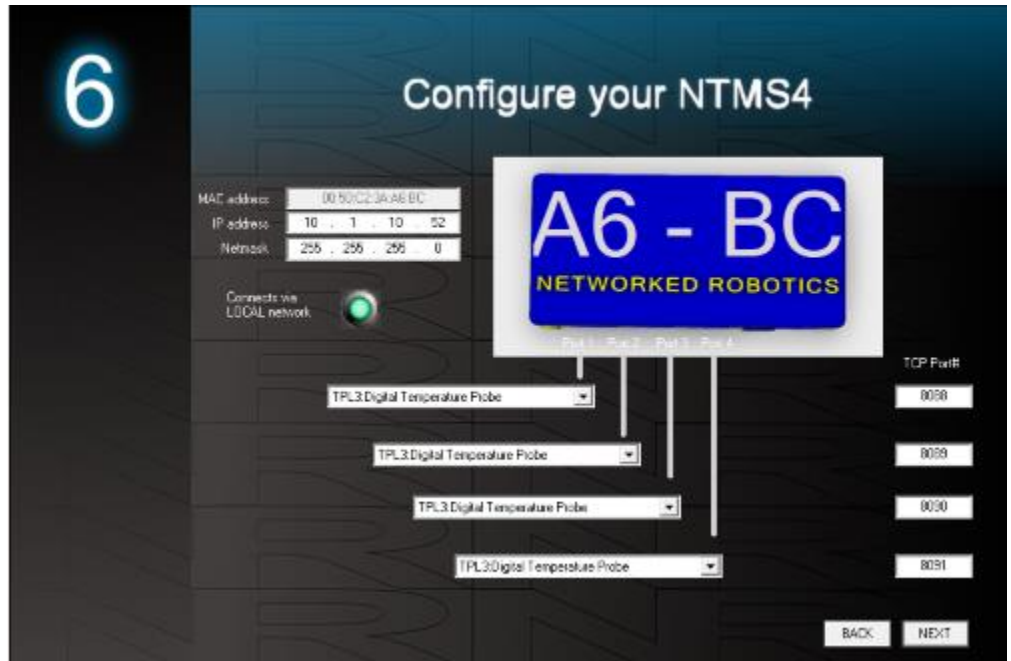 6
Configure your NTMS4
MAC address 00:50:C2:3A:A6:BC
IP address 10 . 1 . 10 . 52
Netmask 255 . 255 . 255 . 0
A6 - BC
NETWORKED ROBOTICS
Connects via
LOCAL network
Port 1 Port 2 Port 3 Port 4
TCP Port#
TPL3:Digital Temperature Probe 8088
TPL3:Digital Temperature Probe 8089
TPL3:Digital Temperature Probe 8090
TPL3:Digital Temperature Probe 8091
BACK NEXT